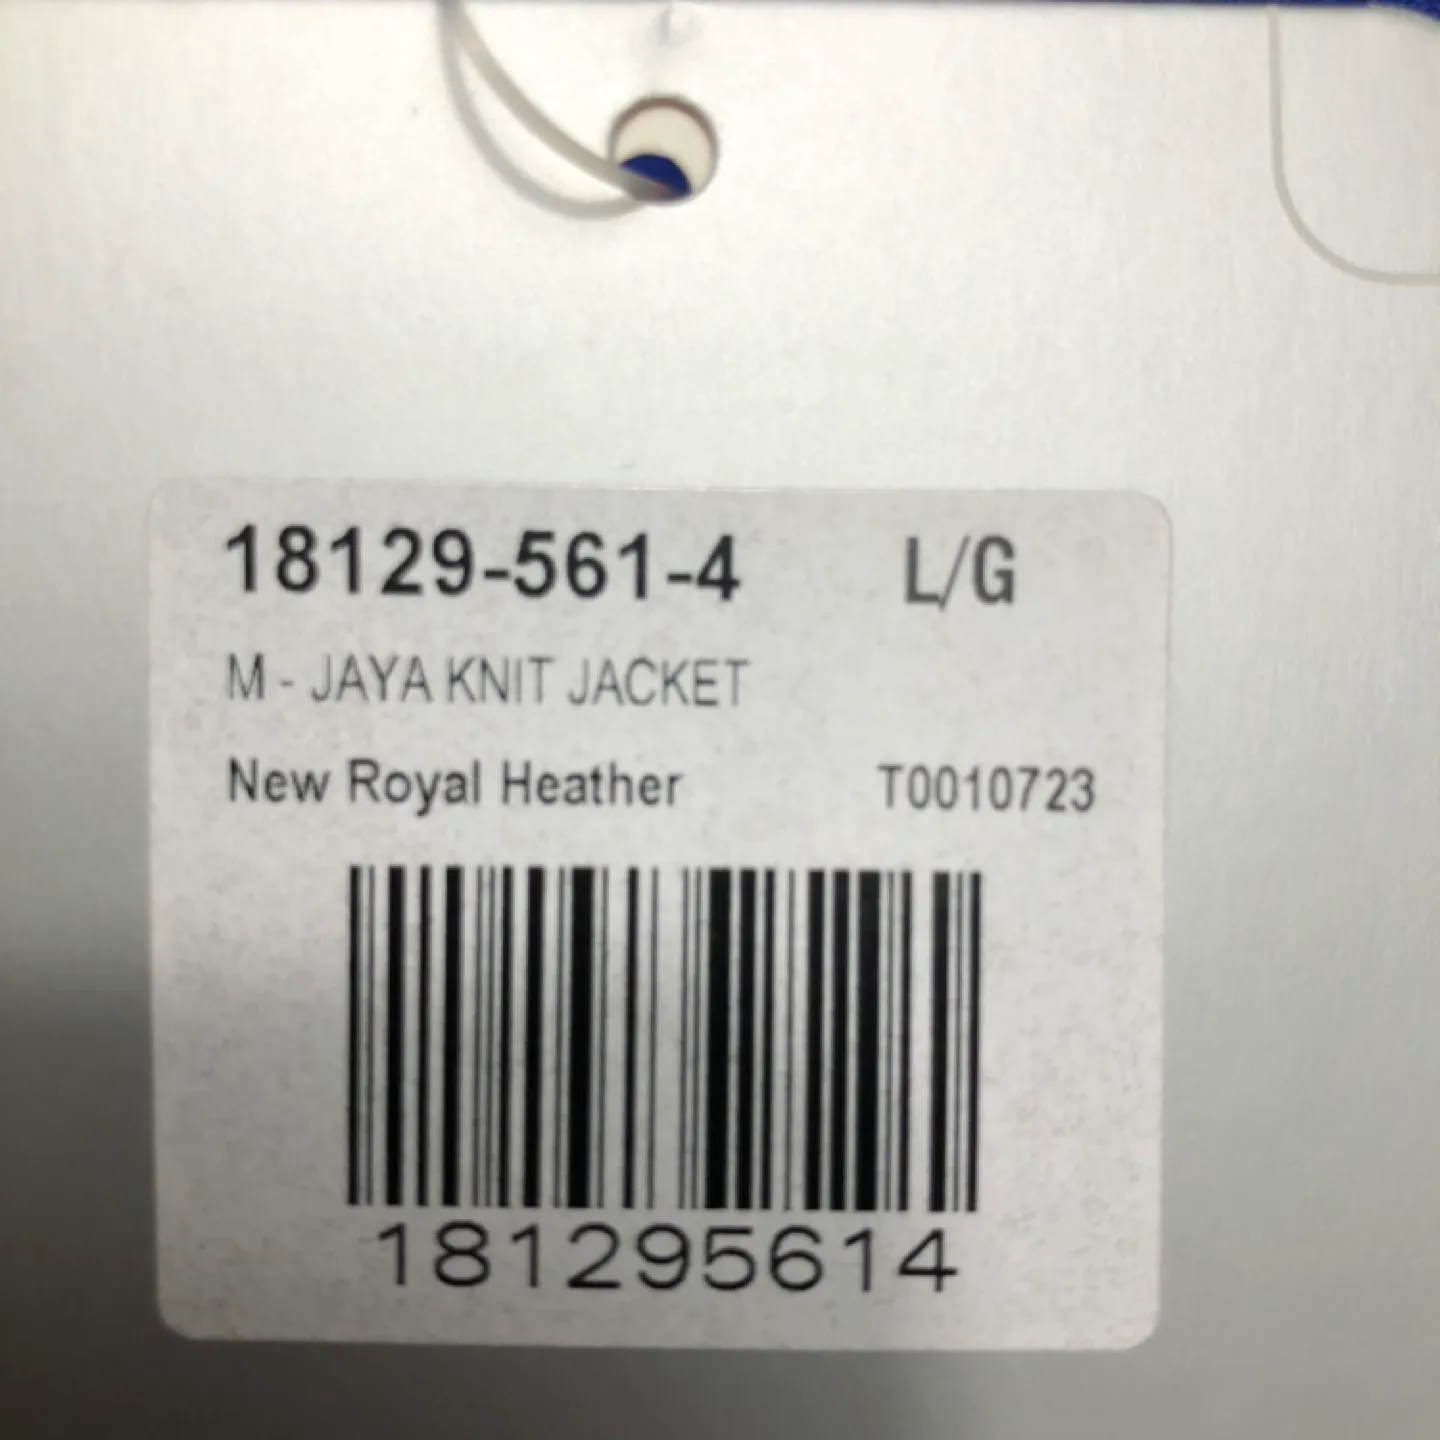 18129-561-4 L/G
M - JAYA KNIT JACKET
New Royal Heather T0010723
181295614